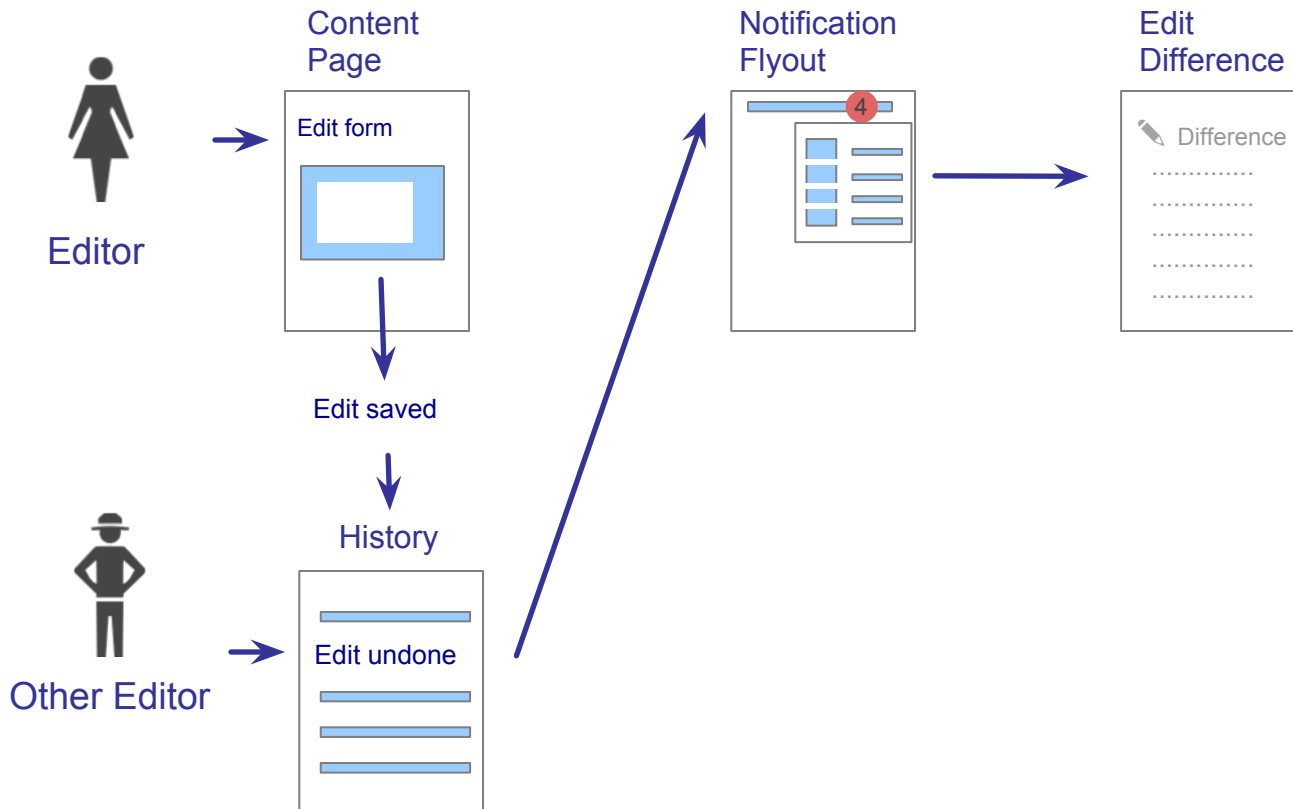 Content
Page
Notification
Flyout
Edit
Difference
Edit form
4
Difference
..............
..............
..............
..............
..............
Editor
Edit saved
History
Edit undone
Other Editor